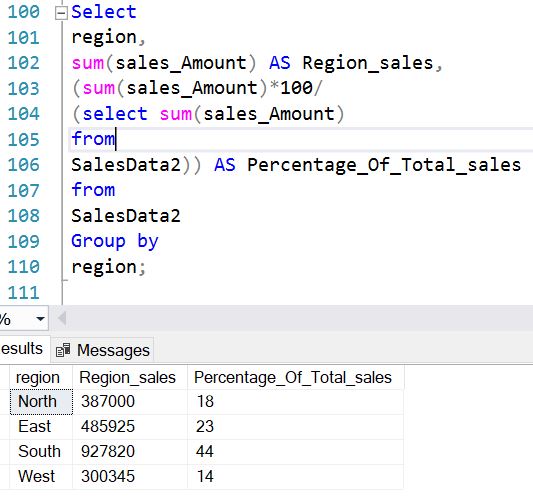 100 Select
101 region,
102 sum(sales_Amount) AS Region_sales,
103 (sum(sales_Amount)*100/
104 (select sum(sales_Amount)
105 from
106 SalesData2)) AS Percentage_Of_Total_sales
107 from
108 SalesData2
109 Group by
110 region;
111
%
esults Messages
region Region_sales Percentage_Of_Total_sales
North 387000 18
East 485925 23
South 927820 44
West 300345 14